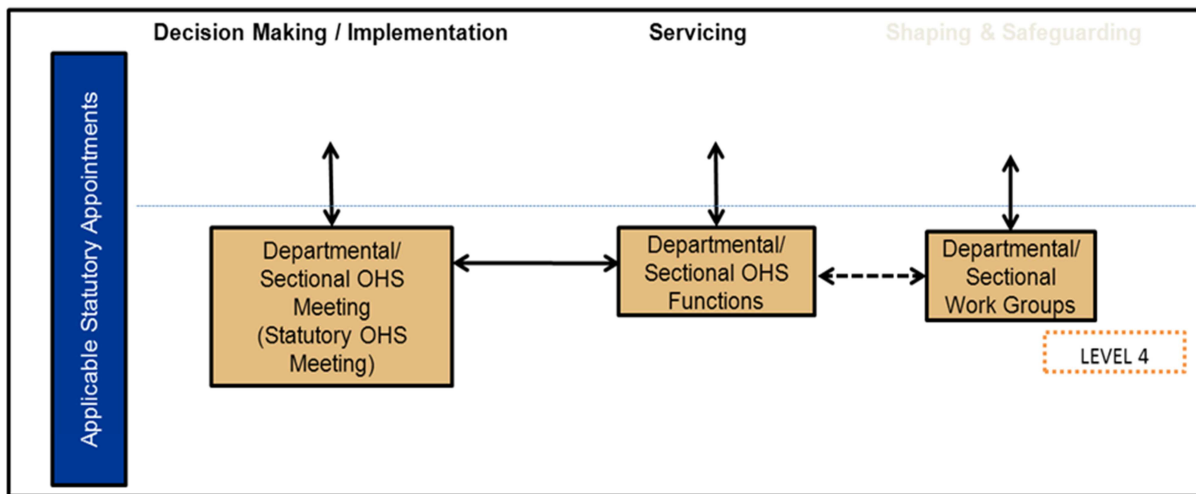 Decision Making / Implementation
Servicing
Shaping & Safeguarding
Applicable Statutory Appointments
Departmental/
Sectional OHS
Meeting
(Statutory OHS
Meeting)
Departmental/
Sectional OHS
Functions
Departmental/
Sectional
Work Groups
LEVEL 4